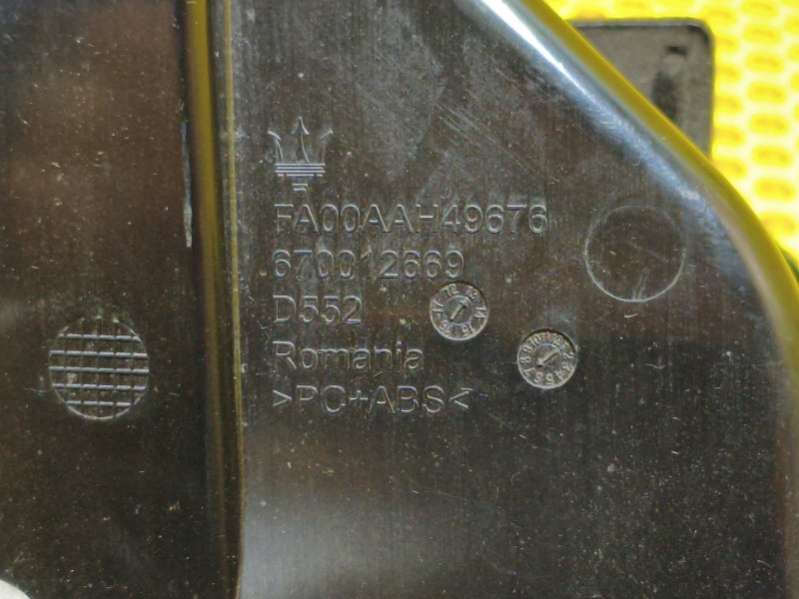 FA00AAH49676
670012669
D552
Romania
>PC+ABS<